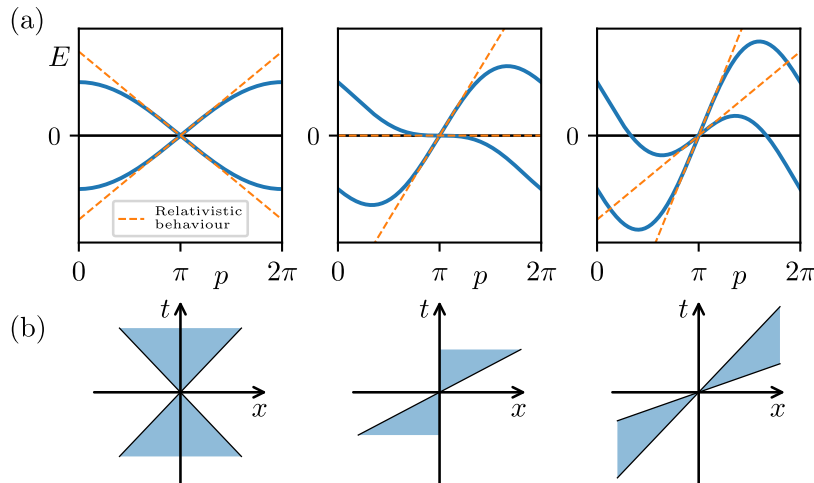 (a)
E
0
0
0
Relativistic
behaviour
0 π p 2π
0 π p 2π
0 π p 2π
(b)
t
t
t
x
x
x